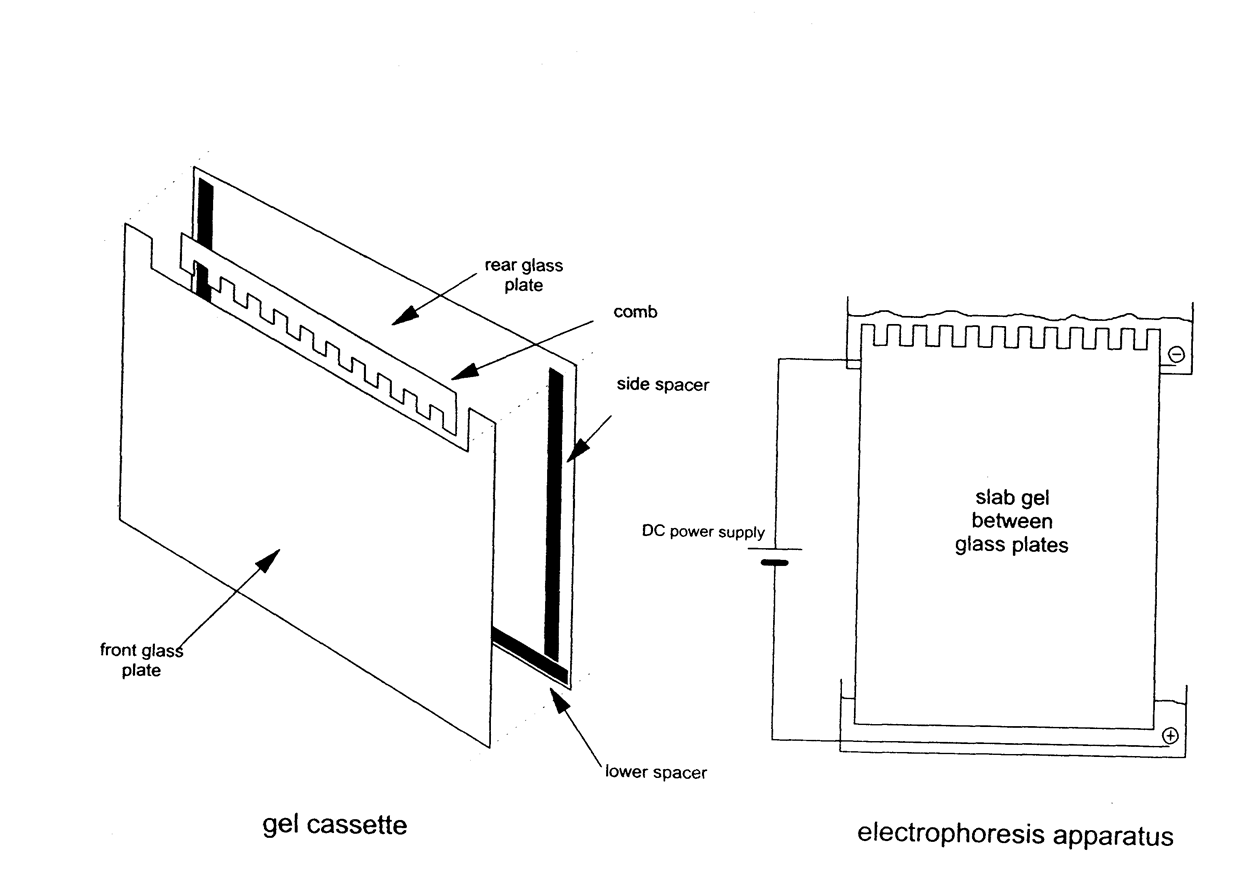 rear glass
plate
comb
side spacer
front glass
plate
lower spacer
gel cassette
DC power supply
slab gel
between
glass plates
−
+
electrophoresis apparatus